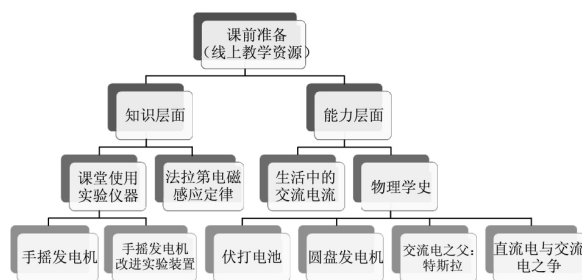 课前准备
（线上教学资源）
知识层面
能力层面
课堂使用
实验仪器
法拉第电磁
感应定律
生活中的
交流电流
物理学史
手摇发电机
手摇发电机
改进实验装置
伏打电池
圆盘发电机
交流电之父：
特斯拉
直流电与交流
电之争